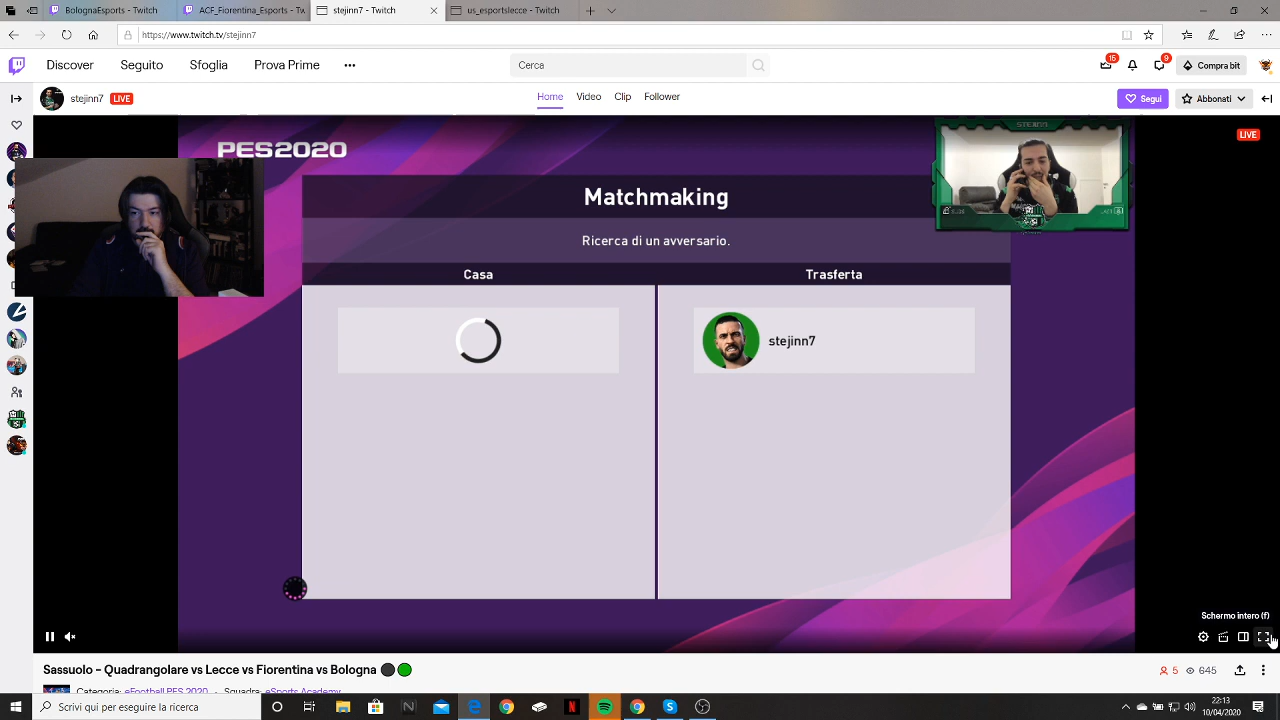 BolognaEsports - Twitch
ACF_Fiorentina_Esports - Tw
stejinn7 - Twitch
us_esportslecce - Twitch
https://www.twitch.tv/stejinn7
Discover
Seguito
Sfoglia
Prova Prime
Cerca
15
9
Compra bit
stejinn7
LIVE
Home
Video
Clip
Follower
Segui
Abbonati
PES2020
STEJINN7
LIVE
Matchmaking
Ricerca di un avversario.
Casa
Trasferta
stejinn7
Schermo intero (f)
Sassuolo - Quadrangolare vs Lecce vs Fiorentina vs Bologna
5
645
Categoria: eFootball PES 2020 - Squadra: eSports Academy
Scrivi qui per eseguire la ricerca
22:13
10/04/2020